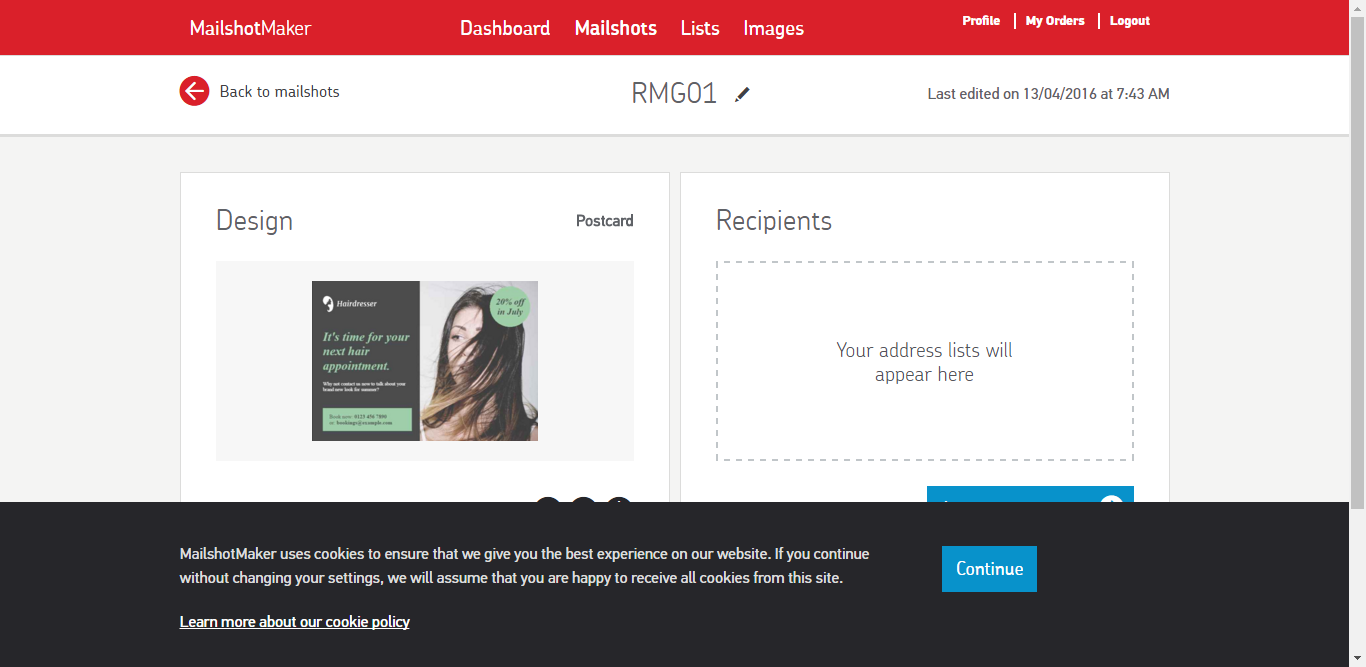 MailshotMaker
Dashboard
Mailshots
Lists
Images
Profile
My Orders
Logout
Back to mailshots
RMG01
Last edited on 13/04/2016 at 7:43 AM
Design
Postcard
Hairdresser
20% off
in July
It's time for your
next hair
appointment.
Why not contact us now to talk about your
brand new look for summer?
Book now: 0123 456 7890
or: bookings@example.com
Recipients
Your address lists will
appear here
MailshotMaker uses cookies to ensure that we give you the best experience on our website. If you continue
without changing your settings, we will assume that you are happy to receive all cookies from this site.
Continue
Learn more about our cookie policy